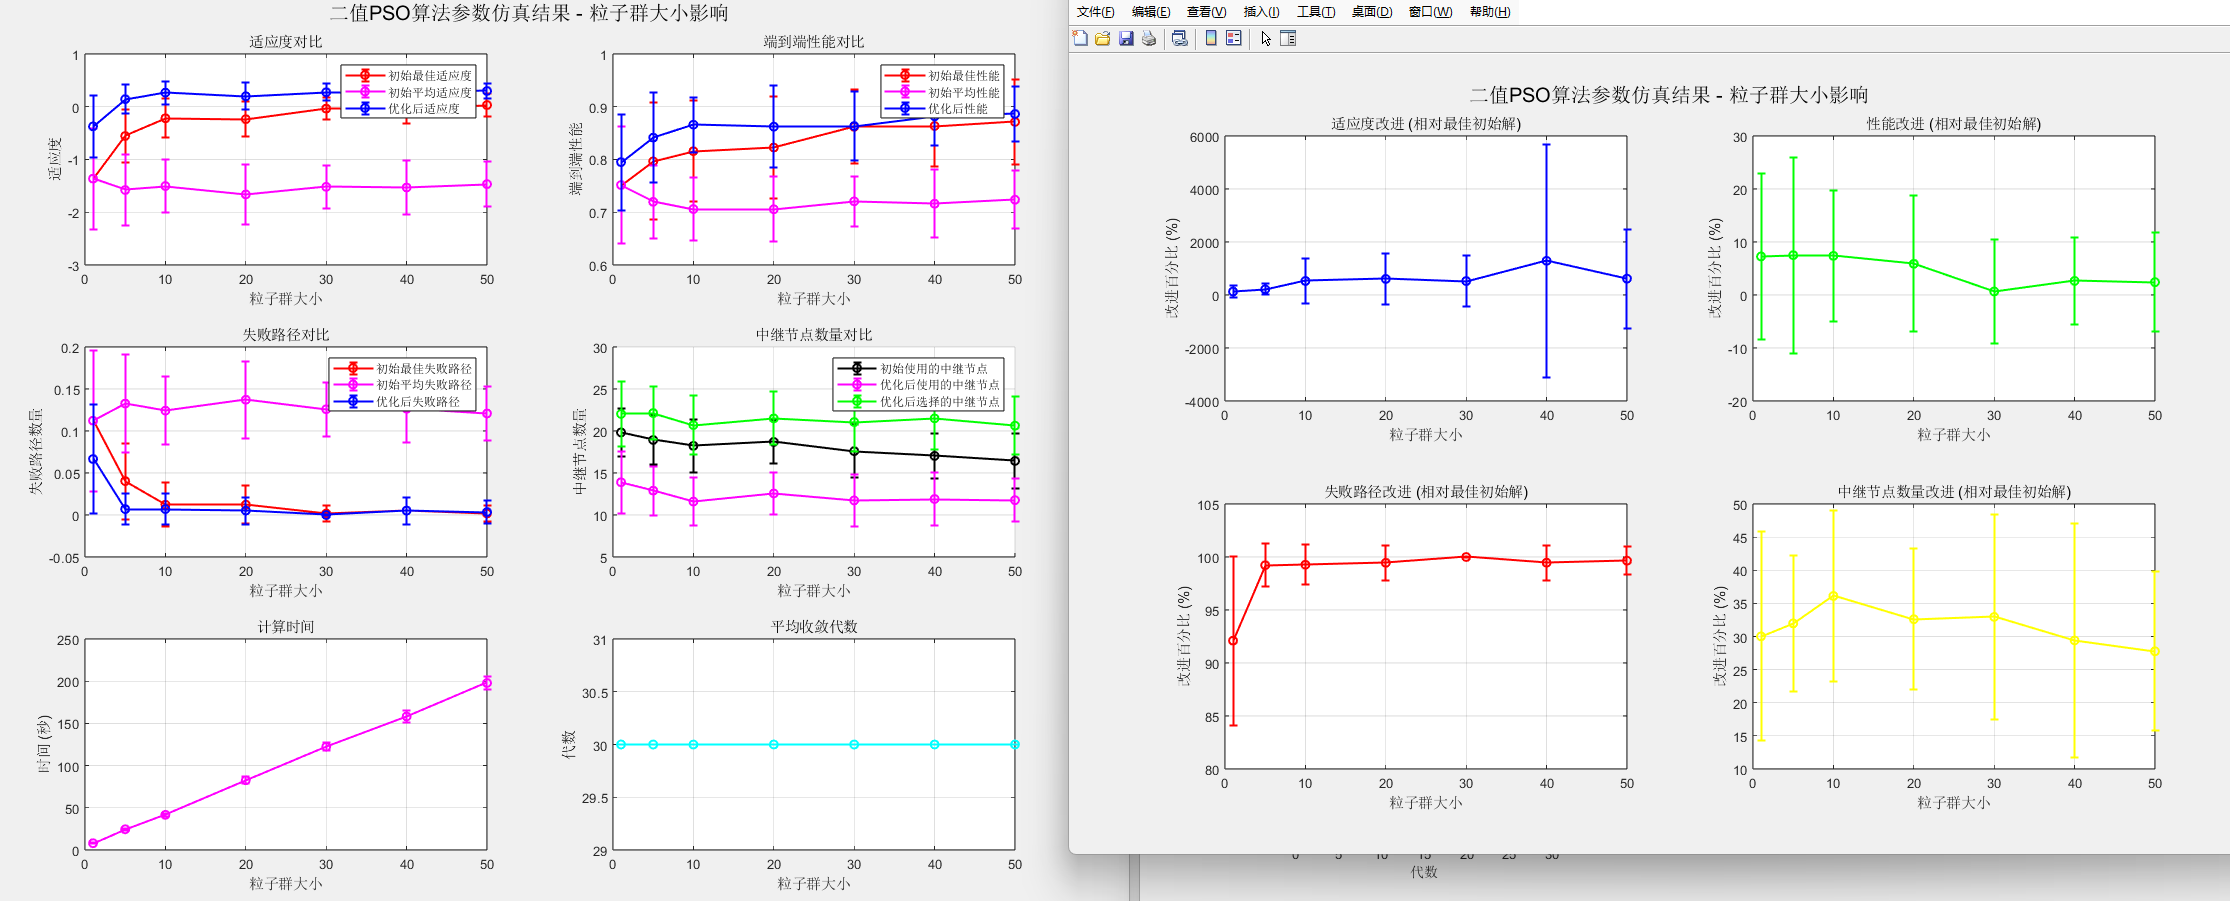 二值PSO算法参数仿真结果 - 粒子群大小影响
适应度对比
1
0
-1
-2
-3
适应度
初始最佳适应度
初始平均适应度
优化后适应度
0 10 20 30 40 50
粒子群大小
端到端性能对比
1
0.9
0.8
0.7
0.6
端到端性能
初始最佳性能
初始平均性能
优化后性能
0 10 20 30 40 50
粒子群大小
失败路径对比
0.2
0.15
0.1
0.05
0
-0.05
失败路径数量
初始最佳失败路径
初始平均失败路径
优化后失败路径
0 10 20 30 40 50
粒子群大小
中继节点数量对比
30
25
20
15
10
5
中继节点数量
初始使用的中继节点
优化后使用的中继节点
优化后选择的中继节点
0 10 20 30 40 50
粒子群大小
计算时间
250
200
150
100
50
0
时间 (秒)
0 10 20 30 40 50
粒子群大小
平均收敛代数
31
30.5
30
29.5
29
代数
0 10 20 30 40 50
粒子群大小
文件(F) 编辑(E) 查看(V) 插入(I) 工具(T) 桌面(D) 窗口(W) 帮助(H)
二值PSO算法参数仿真结果 - 粒子群大小影响
适应度改进 (相对最佳初始解)
6000
4000
2000
0
-2000
-4000
改进百分比 (%)
0 10 20 30 40 50
粒子群大小
性能改进 (相对最佳初始解)
30
20
10
0
-10
-20
改进百分比 (%)
0 10 20 30 40 50
粒子群大小
失败路径改进 (相对最佳初始解)
105
100
95
90
85
80
改进百分比 (%)
0 10 20 30 40 50
粒子群大小
中继节点数量改进 (相对最佳初始解)
50
45
40
35
30
25
20
15
10
改进百分比 (%)
0 10 20 30 40 50
粒子群大小
0 5 10 15 20 25 30
代数